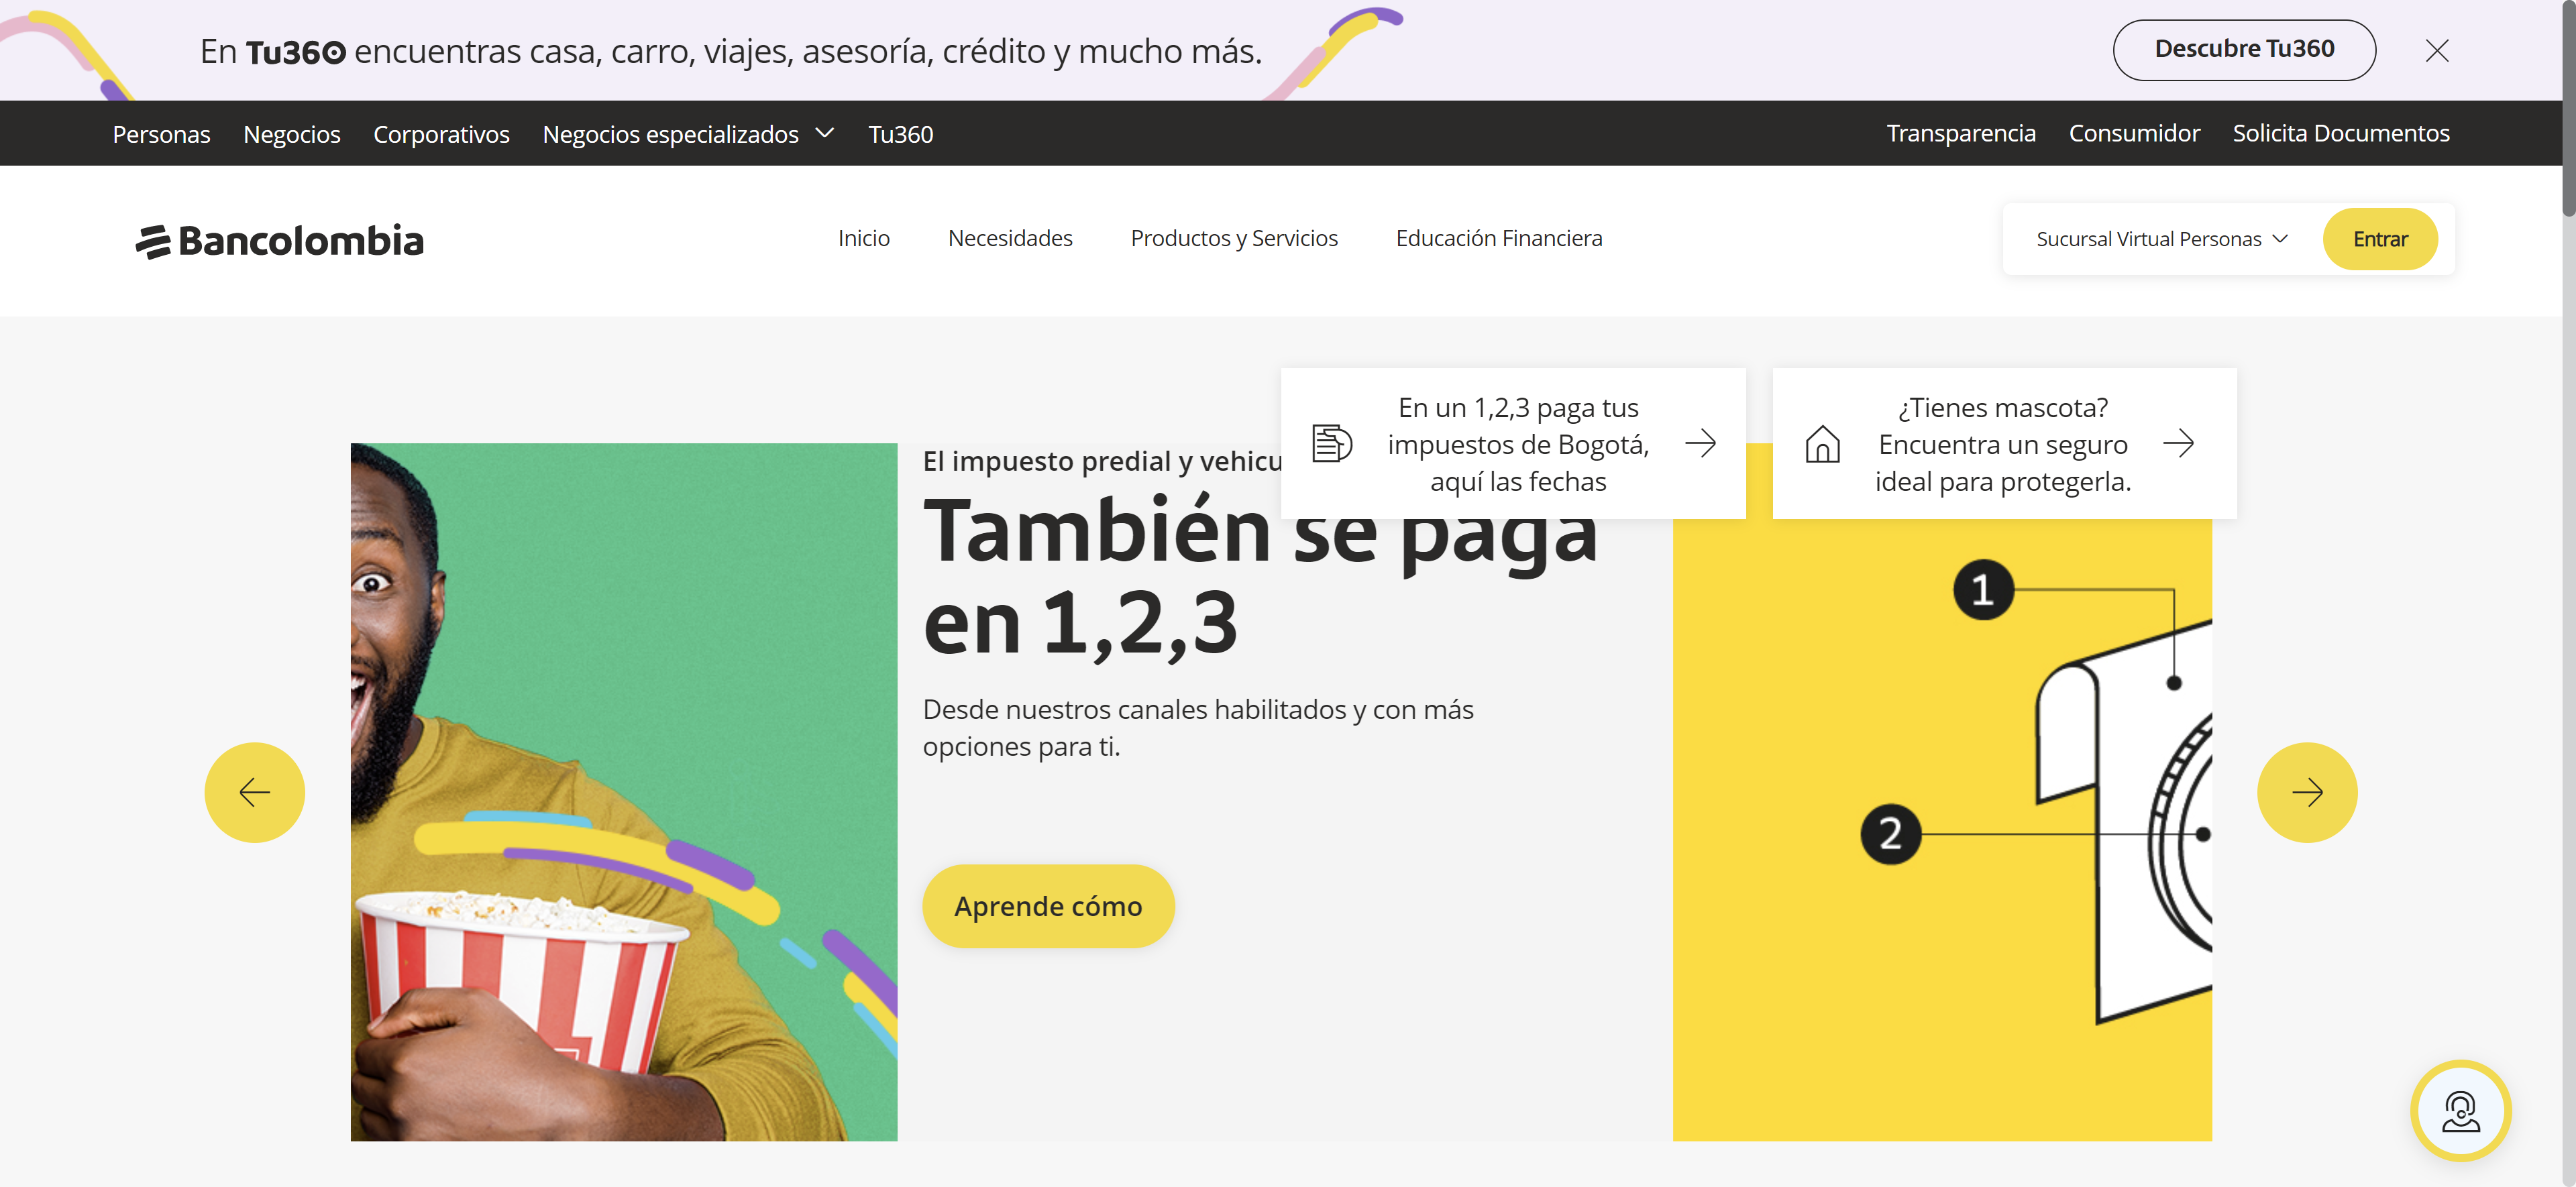 En Tu360 encuentras casa, carro, viajes, asesoría, crédito y mucho más.
Descubre Tu360
Personas Negocios Corporativos Negocios especializados Tu360
Transparencia Consumidor Solicita Documentos
Bancolombia
Inicio Necesidades Productos y Servicios Educación Financiera
Sucursal Virtual Personas
Entrar
En un 1,2,3 paga tus
impuestos de Bogotá,
aquí las fechas
¿Tienes mascota?
Encuentra un seguro
ideal para protegerla.
El impuesto predial y vehicu
También se paga
en 1,2,3
Desde nuestros canales habilitados y con más
opciones para ti.
Aprende cómo
1
2